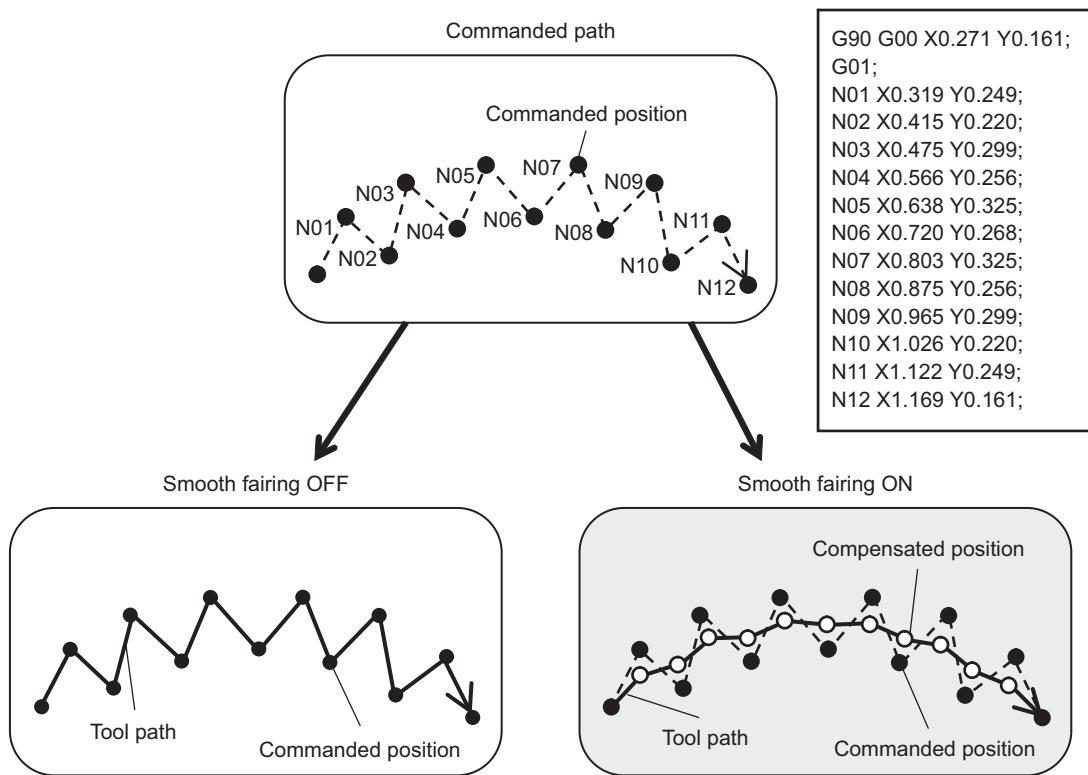 Commanded path
Commanded position
N01
N02
N03
N04
N05
N06
N07
N08
N09
N10
N11
N12
G90 G00 X0.271 Y0.161;
G01;
N01 X0.319 Y0.249;
N02 X0.415 Y0.220;
N03 X0.475 Y0.299;
N04 X0.566 Y0.256;
N05 X0.638 Y0.325;
N06 X0.720 Y0.268;
N07 X0.803 Y0.325;
N08 X0.875 Y0.256;
N09 X0.965 Y0.299;
N10 X1.026 Y0.220;
N11 X1.122 Y0.249;
N12 X1.169 Y0.161;
Smooth fairing OFF
Tool path
Commanded position
Smooth fairing ON
Compensated position
Tool path
Commanded position